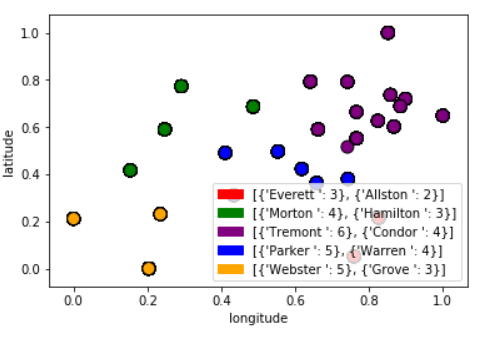 1.0
0.8
0.6
0.4
0.2
0.0
latitude
[{'Everett ': 3}, {'Allston ': 2}]
[{'Morton ': 4}, {'Hamilton ': 3}]
[{'Tremont ': 6}, {'Condor ': 4}]
[{'Parker ': 5}, {'Warren ': 4}]
[{'Webster ': 5}, {'Grove ': 3}]
0.0 0.2 0.4 0.6 0.8 1.0
longitude